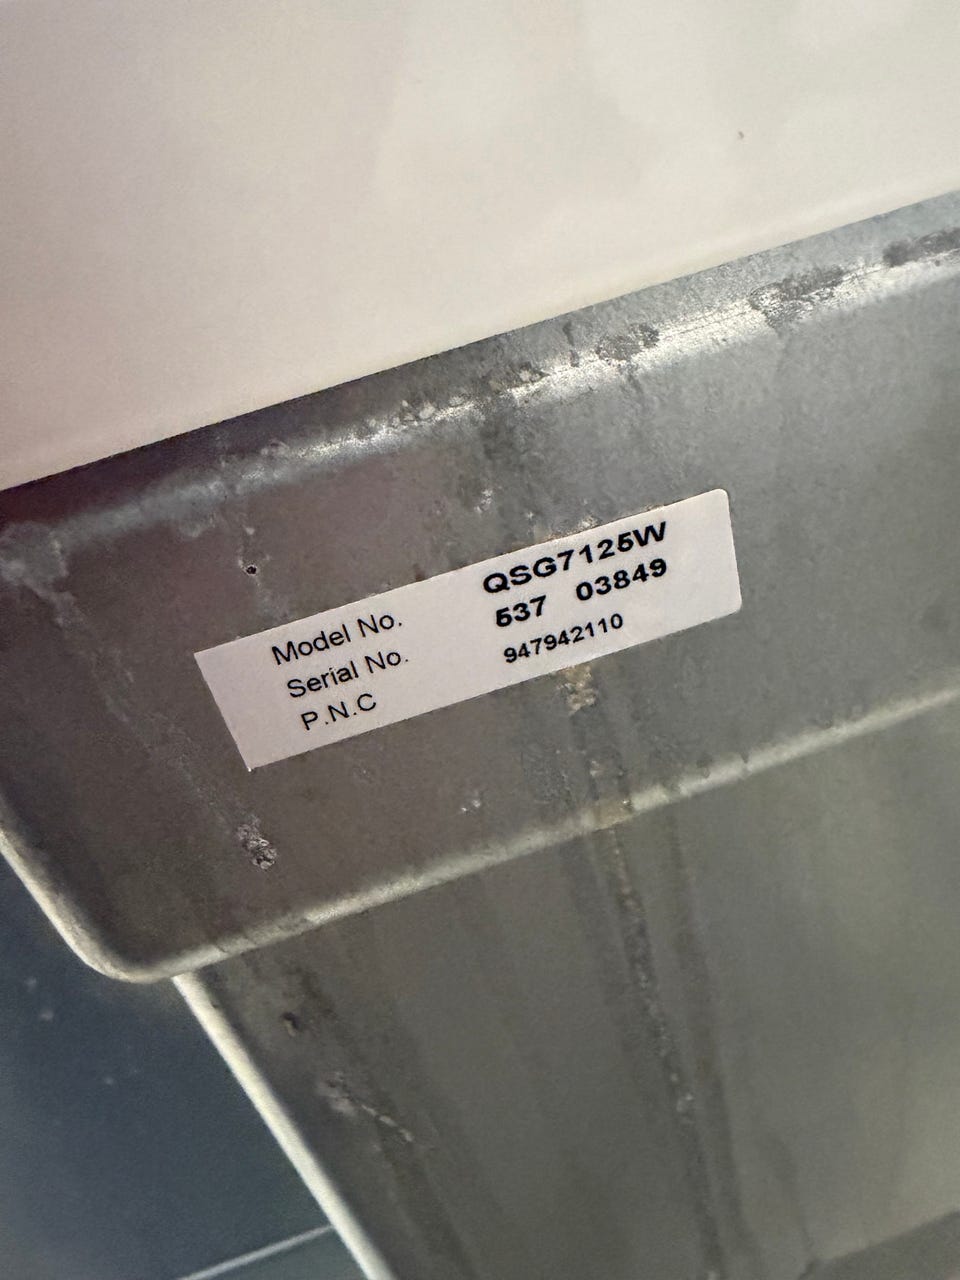 Model No. QSG7125W
Serial No. 537 03849
P.N.C 947942110